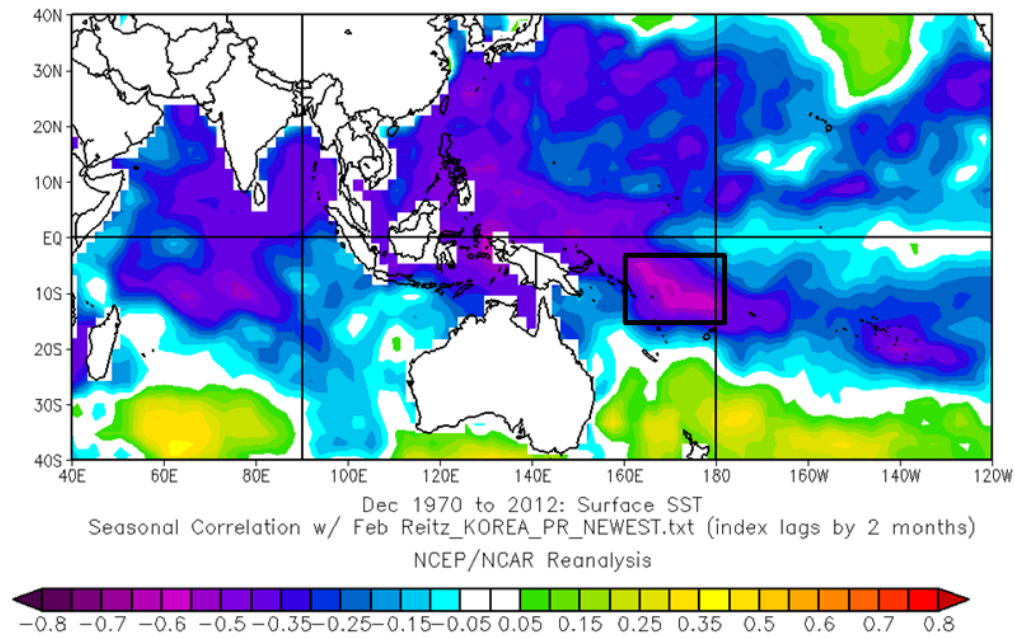 40N
30N
20N
10N
EQ
10S
20S
30S
40S
40E 60E 80E 100E 120E 140E 160E 180 160W 140W 120W
Dec 1970 to 2012: Surface SST
Seasonal Correlation w/ Feb Reitz_KOREA_PR_NEWEST.txt (index lags by 2 months)
NCEP/NCAR Reanalysis
-0.8 -0.7 -0.6 -0.5 -0.35 -0.25 -0.15 -0.05 0.05 0.15 0.25 0.35 0.45 0.5 0.6 0.7 0.8